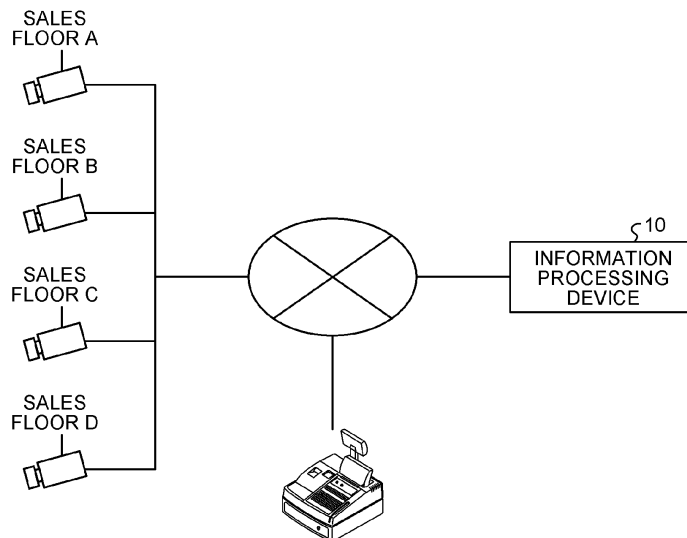 SALES
FLOOR A
SALES
FLOOR B
SALES
FLOOR C
SALES
FLOOR D
10
INFORMATION
PROCESSING
DEVICE